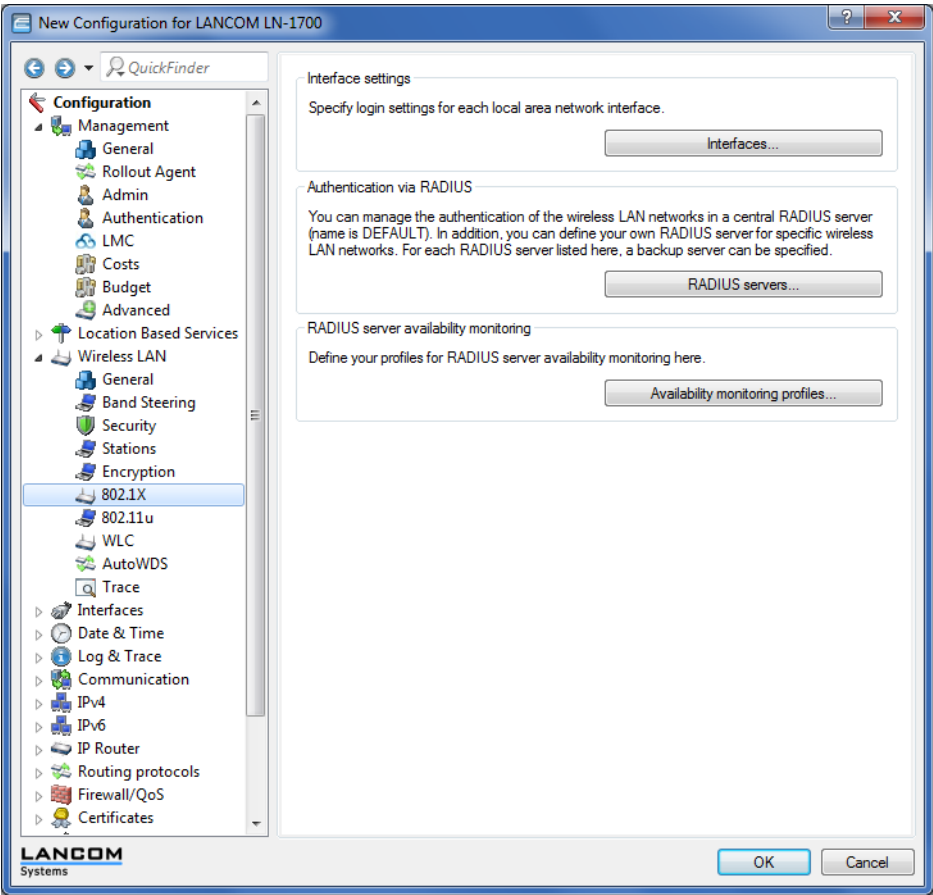 New Configuration for LANCOM LN-1700
QuickFinder
Configuration
Management
General
Rollout Agent
Admin
Authentication
LMC
Costs
Budget
Advanced
Location Based Services
Wireless LAN
General
Band Steering
Security
Stations
Encryption
802.1X
802.11u
WLC
AutoWDS
Trace
Interfaces
Date & Time
Log & Trace
Communication
IPv4
IPv6
IP Router
Routing protocols
Firewall/QoS
Certificates
Interface settings
Specify login settings for each local area network interface.
Interfaces...
Authentication via RADIUS
You can manage the authentication of the wireless LAN networks in a central RADIUS server
(name is DEFAULT). In addition, you can define your own RADIUS server for specific wireless
LAN networks. For each RADIUS server listed here, a backup server can be specified.
RADIUS servers...
RADIUS server availability monitoring
Define your profiles for RADIUS server availability monitoring here.
Availability monitoring profiles...
LANCOM
Systems
OK
Cancel